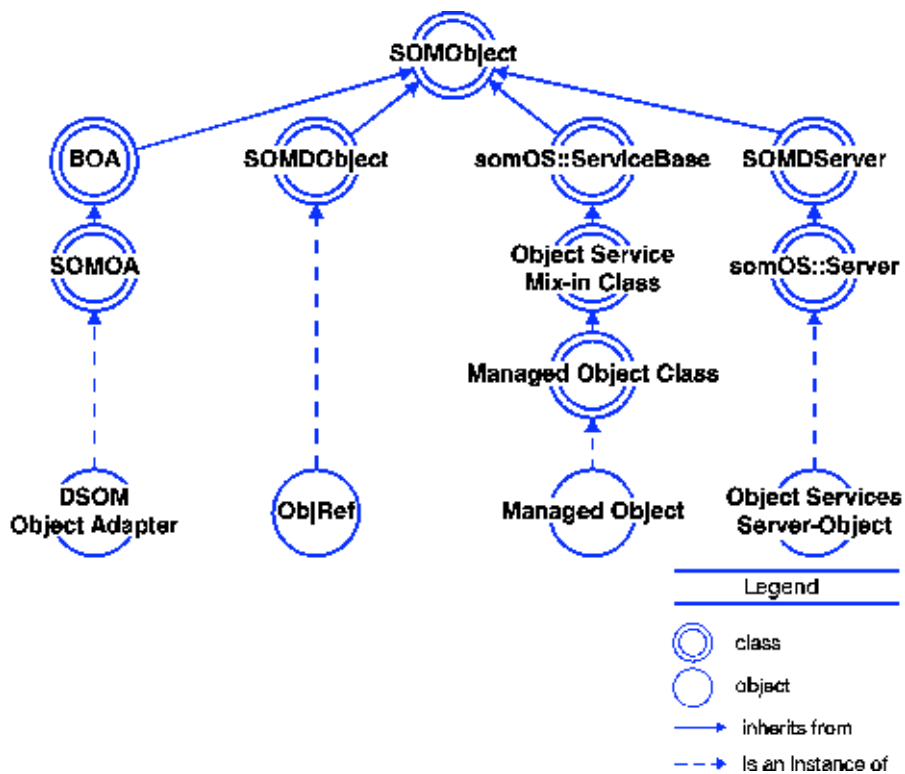 SOMObject
BOA
SOMDObject
somOS::ServiceBase
SOMDServer
SOMOA
Object Service
Mix-in Class
somOS::Server
Managed Object Class
DSOM
Object Adapter
ObjRef
Managed Object
Object Services
Server-Object
Legend
class
object
inherits from
Is an Instance of